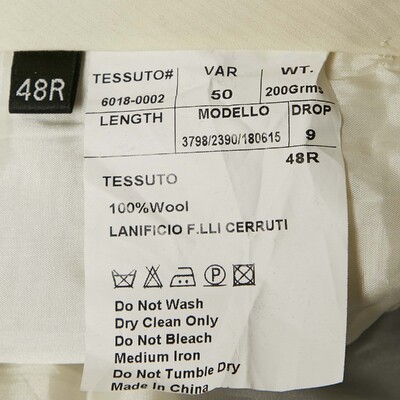 48R
TESSUTO# VAR WT.
6018-0002 50 200Grms
LENGTH MODELLO DROP
3798/2390/180615 9
48R
TESSUTO
100%Wool
LANIFICIO F.LLI CERRUTI
P
Do Not Wash
Dry Clean Only
Do Not Bleach
Medium Iron
Do Not Tumble Dry
Made In China